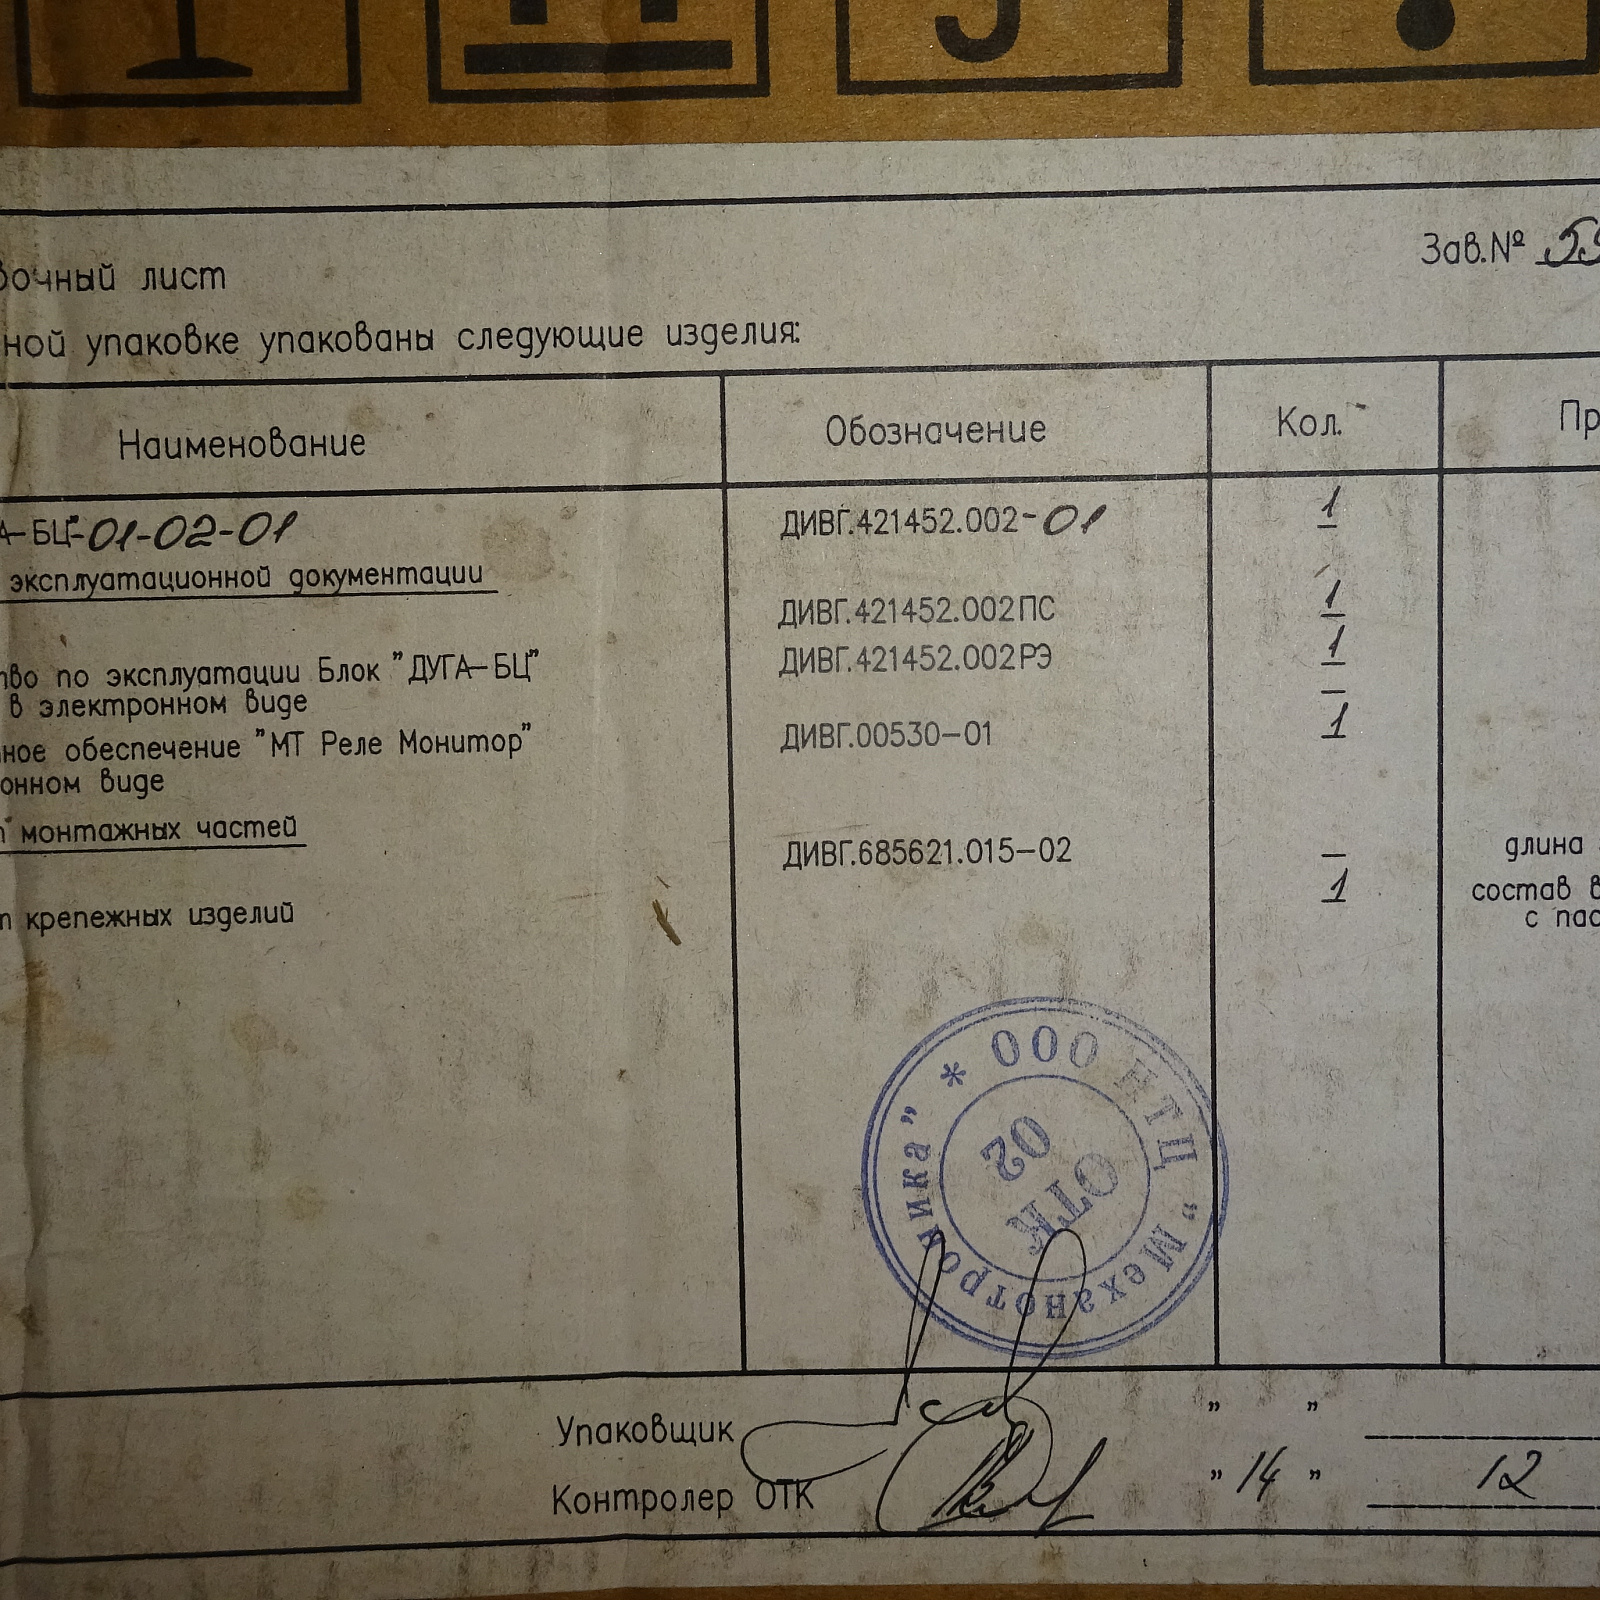 Зав.№ 59
вочный лист
ной упаковке упакованы следующие изделия:
Наименование Обозначение Кол. Пр
А-БЦ"-01-02-01 ДИВГ.421452.002-01 1
эксплуатационной документации
ДИВГ.421452.002ПС 1
тво по эксплуатации Блок "ДУГА-БЦ" ДИВГ.421452.002РЭ 1
в электронном виде –
ное обеспечение "МТ Реле Монитор" ДИВГ.00530-01 1
онном виде
т монтажных частей
ДИВГ.685621.015-02 – длина
т крепежных изделий 1 состав в
с пас
* ООО НТЦ "Механотроника"
ОТК
02
Упаковщик " "
Контролер ОТК " 14 " 12